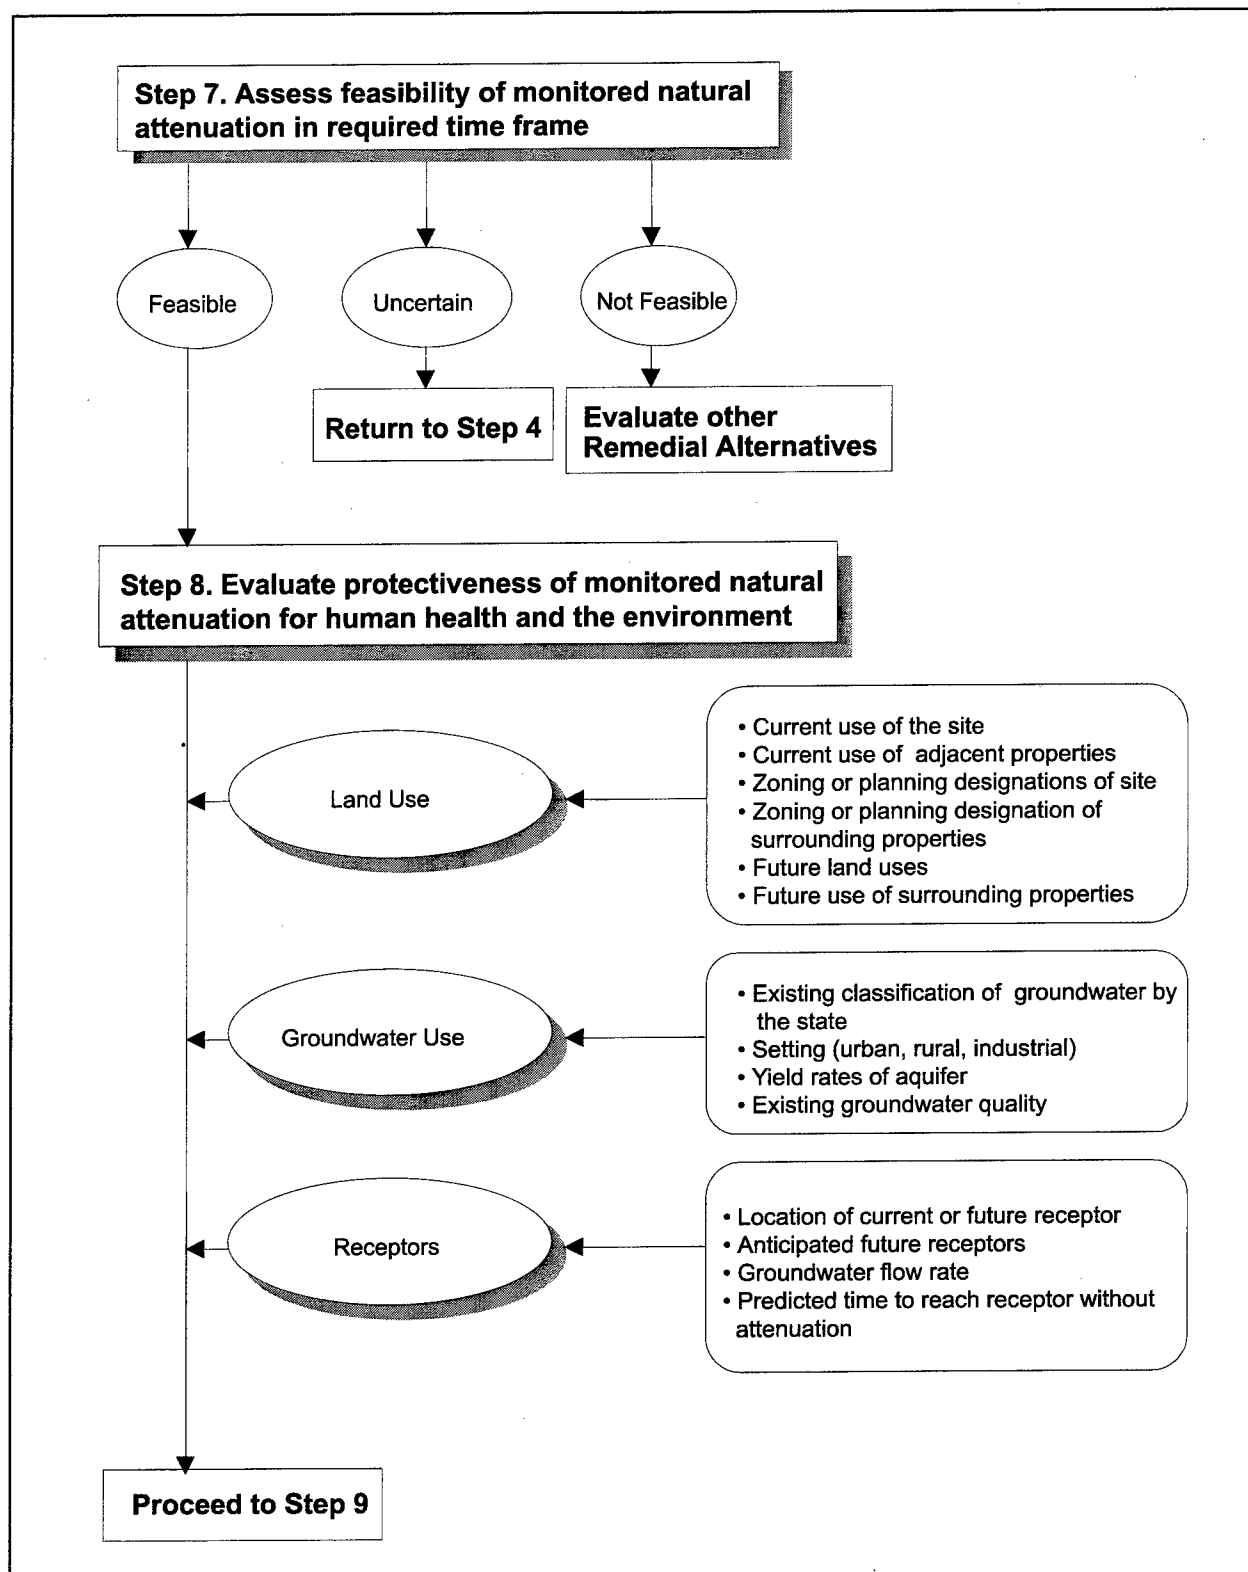 Step 7. Assess feasibility of monitored natural
attenuation in required time frame
Feasible
Uncertain
Not Feasible
Return to Step 4
Evaluate other
Remedial Alternatives
Step 8. Evaluate protectiveness of monitored natural
attenuation for human health and the environment
Land Use
• Current use of the site
• Current use of adjacent properties
• Zoning or planning designations of site
• Zoning or planning designation of
surrounding properties
• Future land uses
• Future use of surrounding properties
Groundwater Use
• Existing classification of groundwater by
the state
• Setting (urban, rural, industrial)
• Yield rates of aquifer
• Existing groundwater quality
Receptors
• Location of current or future receptor
• Anticipated future receptors
• Groundwater flow rate
• Predicted time to reach receptor without
attenuation
Proceed to Step 9